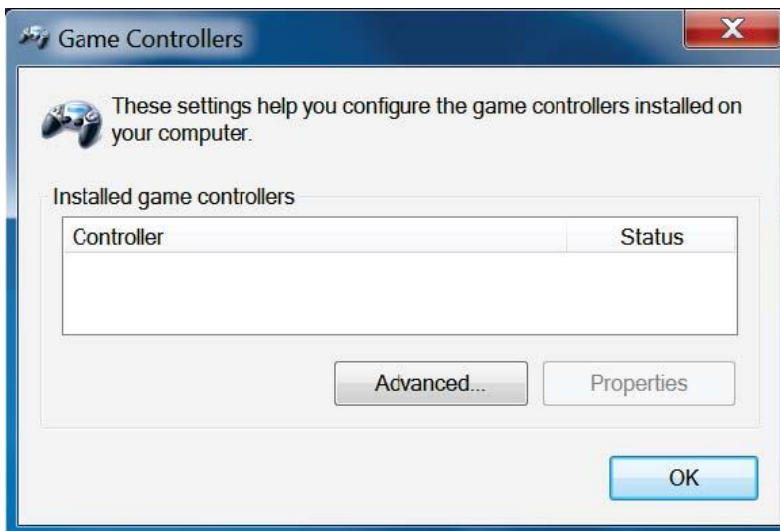 Game Controllers
These settings help you configure the game controllers installed on
your computer.
Installed game controllers
Controller Status
Advanced... Properties
OK